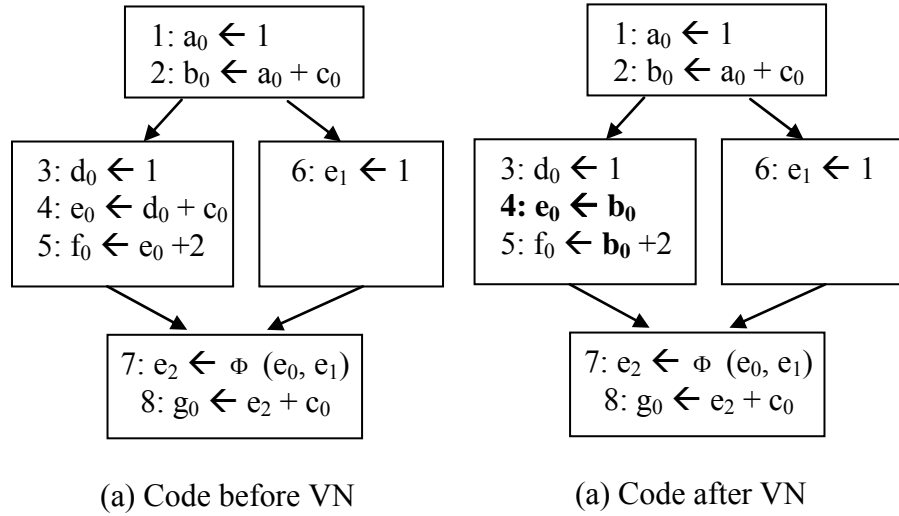 1: a₀ ← 1
2: b₀ ← a₀ + c₀
3: d₀ ← 1
4: e₀ ← d₀ + c₀
5: f₀ ← e₀ +2
6: e₁ ← 1
7: e₂ ← Φ (e₀, e₁)
8: g₀ ← e₂ + c₀
(a) Code before VN
1: a₀ ← 1
2: b₀ ← a₀ + c₀
3: d₀ ← 1
4: e₀ ← b₀
5: f₀ ← b₀ +2
6: e₁ ← 1
7: e₂ ← Φ (e₀, e₁)
8: g₀ ← e₂ + c₀
(a) Code after VN